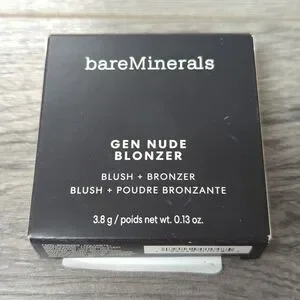 bareMinerals
GEN NUDE
BLONZER
BLUSH + BRONZER
BLUSH + POUDRE BRONZANTE
3.8 g / poids net wt. 0.13 oz.